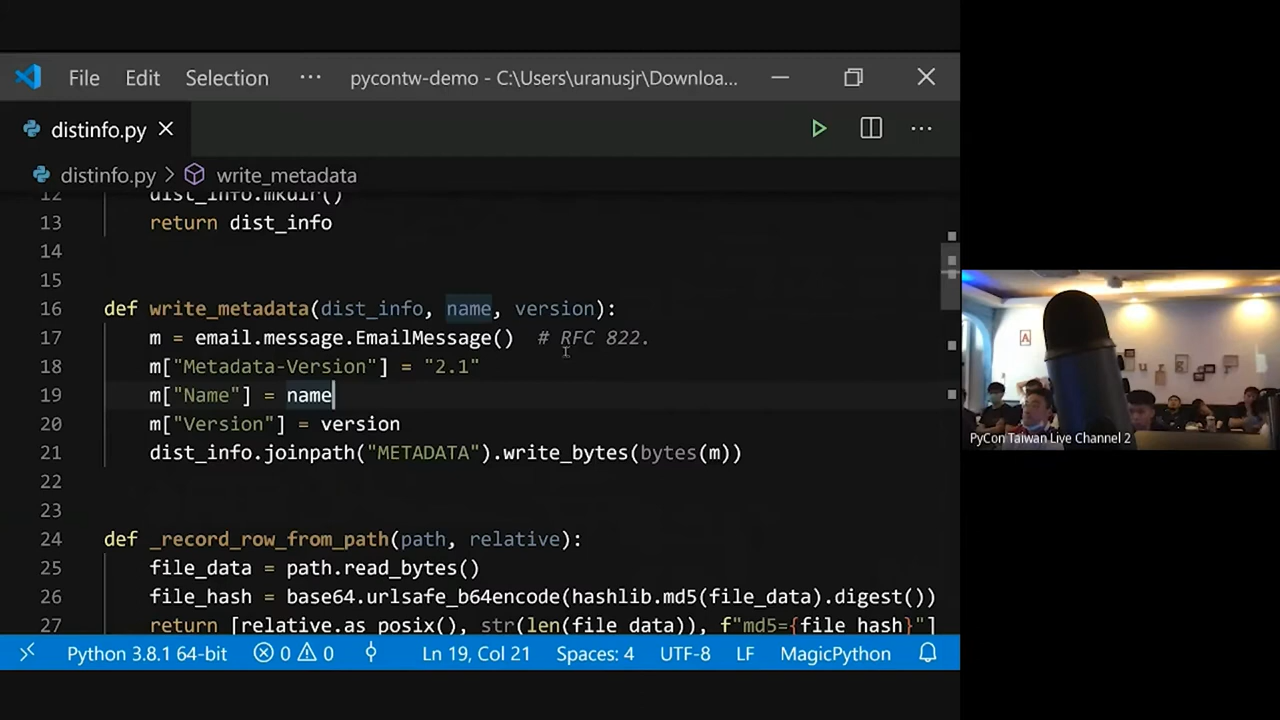 File Edit Selection ··· pycontw-demo - C:\Users\uranusjr\Downloa...
distinfo.py
distinfo.py > write_metadata
12 dist_info.mkdir()
13 return dist_info
14
15
16 def write_metadata(dist_info, name, version):
17 m = email.message.EmailMessage() # RFC 822.
18 m["Metadata-Version"] = "2.1"
19 m["Name"] = name
20 m["Version"] = version
21 dist_info.joinpath("METADATA").write_bytes(bytes(m))
22
23
24 def _record_row_from_path(path, relative):
25 file_data = path.read_bytes()
26 file_hash = base64.urlsafe_b64encode(hashlib.md5(file_data).digest())
27 return [relative.as_posix(), str(len(file_data)), f"md5={file_hash}"]
Python 3.8.1 64-bit 0 0 Ln 19, Col 21 Spaces: 4 UTF-8 LF MagicPython
A
PyCon Taiwan Live Channel 2